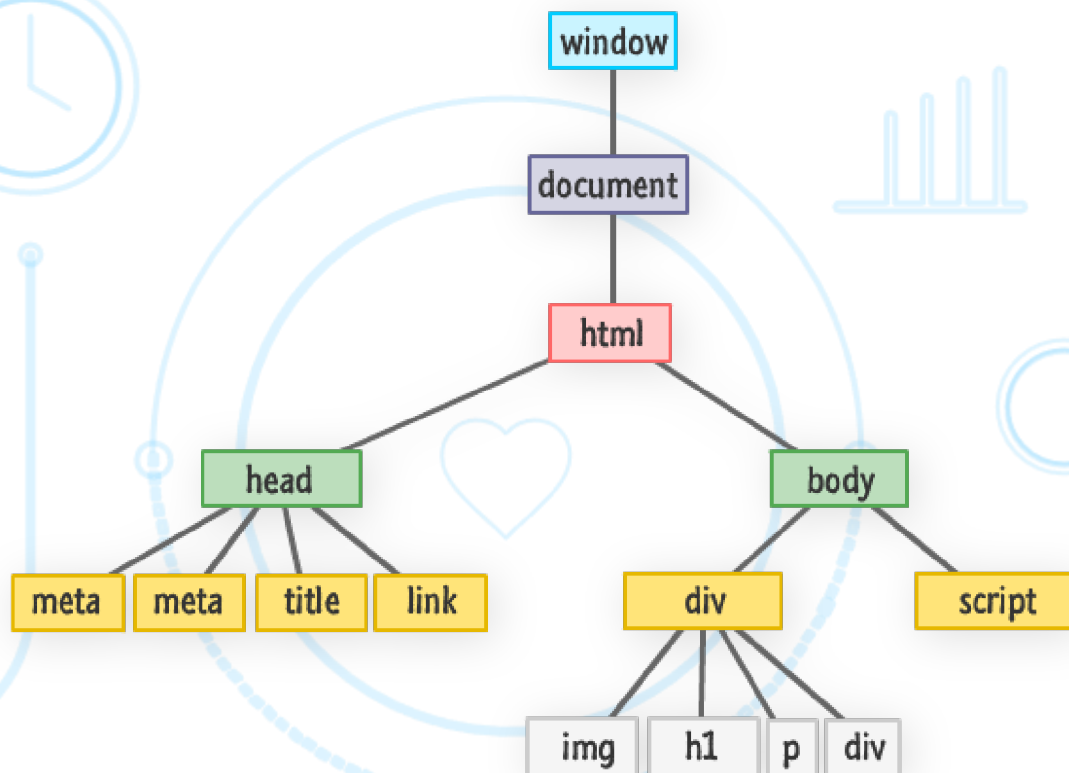 window
document
html
head body
meta meta title link div script
img h1 p div